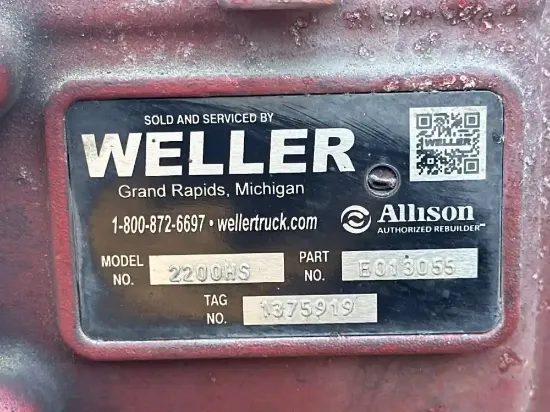 SOLD AND SERVICED BY
WELLER
Grand Rapids, Michigan
1-800-872-6697 • wellertruck.com
Allison
AUTHORIZED REBUILDER
MODEL NO. 2200HS
PART NO. E013055
TAG NO. 1375919